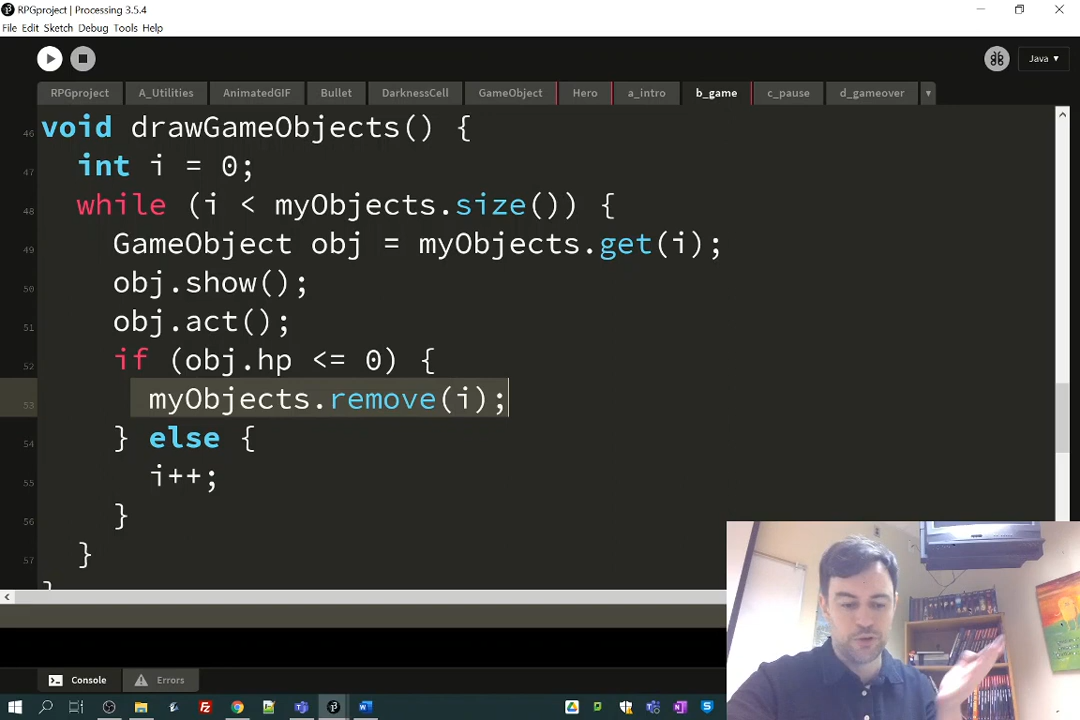 RPGproject | Processing 3.5.4
File Edit Sketch Debug Tools Help
Java ▾
RPGproject A_Utilities AnimatedGIF Bullet DarknessCell GameObject Hero a_intro b_game c_pause d_gameover ▾
46 void drawGameObjects() {
47 int i = 0;
48 while (i < myObjects.size()) {
49 GameObject obj = myObjects.get(i);
50 obj.show();
51 obj.act();
52 if (obj.hp <= 0) {
53 myObjects.remove(i);
54 } else {
55 i++;
56 }
57 }
Console Errors